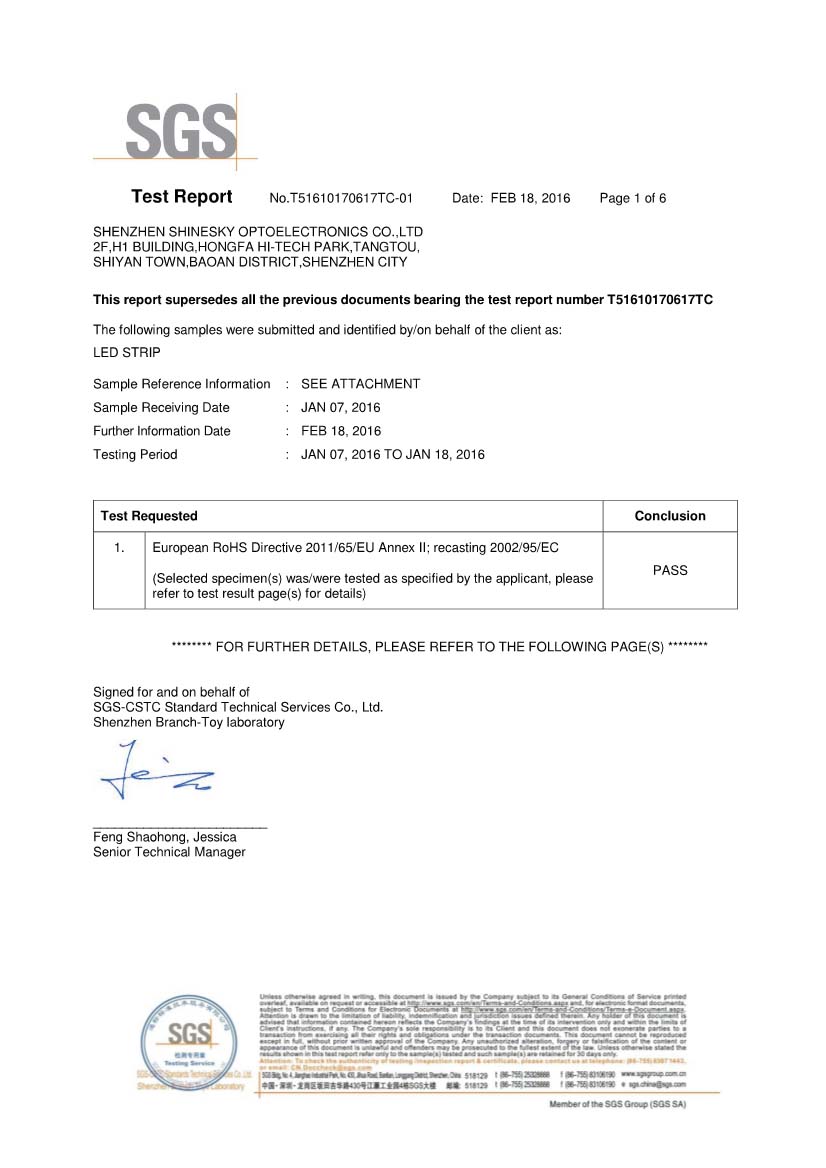 SGS
Test Report No.T51610170617TC-01 Date: FEB 18, 2016 Page 1 of 6
SHENZHEN SHINESKY OPTOELECTRONICS CO.,LTD
2F,H1 BUILDING,HONGFA HI-TECH PARK,TANGTOU,
SHIYAN TOWN,BAOAN DISTRICT,SHENZHEN CITY
This report supersedes all the previous documents bearing the test report number T51610170617TC
The following samples were submitted and identified by/on behalf of the client as:
LED STRIP
Sample Reference Information : SEE ATTACHMENT
Sample Receiving Date : JAN 07, 2016
Further Information Date : FEB 18, 2016
Testing Period : JAN 07, 2016 TO JAN 18, 2016
Test Requested Conclusion
1. European RoHS Directive 2011/65/EU Annex II; recasting 2002/95/EC
(Selected specimen(s) was/were tested as specified by the applicant, please
refer to test result page(s) for details)
PASS
******** FOR FURTHER DETAILS, PLEASE REFER TO THE FOLLOWING PAGE(S) ********
Signed for and on behalf of
SGS-CSTC Standard Technical Services Co., Ltd.
Shenzhen Branch-Toy laboratory
Feng Shaohong, Jessica
Senior Technical Manager
SGS
检测专用章
Testing Service
SGS-CSTC Standards Technical Services Co., Ltd.
Shenzhen Laboratory
Unless otherwise agreed in writing, this document is issued by the Company subject to its General Conditions of Service printed
overleaf, available on request or accessible at http://www.sgs.com/en/Terms-and-Conditions.aspx and, for electronic format documents,
subject to Terms and Conditions for Electronic Documents at http://www.sgs.com/en/Terms-and-Conditions/Terms-e-Document.aspx.
Attention is drawn to the limitation of liability, indemnification and jurisdiction issues defined therein. Any holder of this document is
advised that information contained hereon reflects the Company's findings at the time of its intervention only and within the limits of
Client's instructions, if any. The Company's sole responsibility is to its Client and this document does not exonerate parties to a
transaction from exercising all their rights and obligations under the transaction documents. This document cannot be reproduced
except in full, without prior written approval of the Company. Any unauthorized alteration, forgery or falsification of the content or
appearance of this document is unlawful and offenders may be prosecuted to the fullest extent of the law. Unless otherwise stated the
results shown in this test report refer only to the sample(s) tested and such sample(s) are retained for 30 days only.
Attention: To check the authenticity of testing /inspection report & certificate, please contact us at telephone: (86-755)8307 1443,
or email: CN.Doccheck@sgs.com
SGS Bldg, No. 4, Jianghao Industrial Park, No. 430, Jihua Road, Bantian, Longgang District, Shenzhen, China 518129 t (86-755) 25328888 f (86-755) 83106190 www.sgsgroup.com.cn
中国·深圳·龙岗区坂田吉华路430号江灏工业园4栋SGS大楼 邮编: 518129 t (86-755) 25328888 f (86-755) 83106190 e sgs.china@sgs.com
Member of the SGS Group (SGS SA)